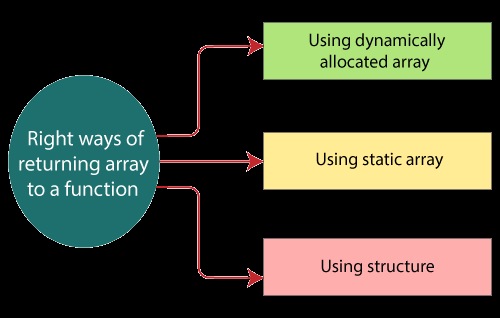 Right ways of
returning array
to a function
Using dynamically
allocated array
Using static array
Using structure